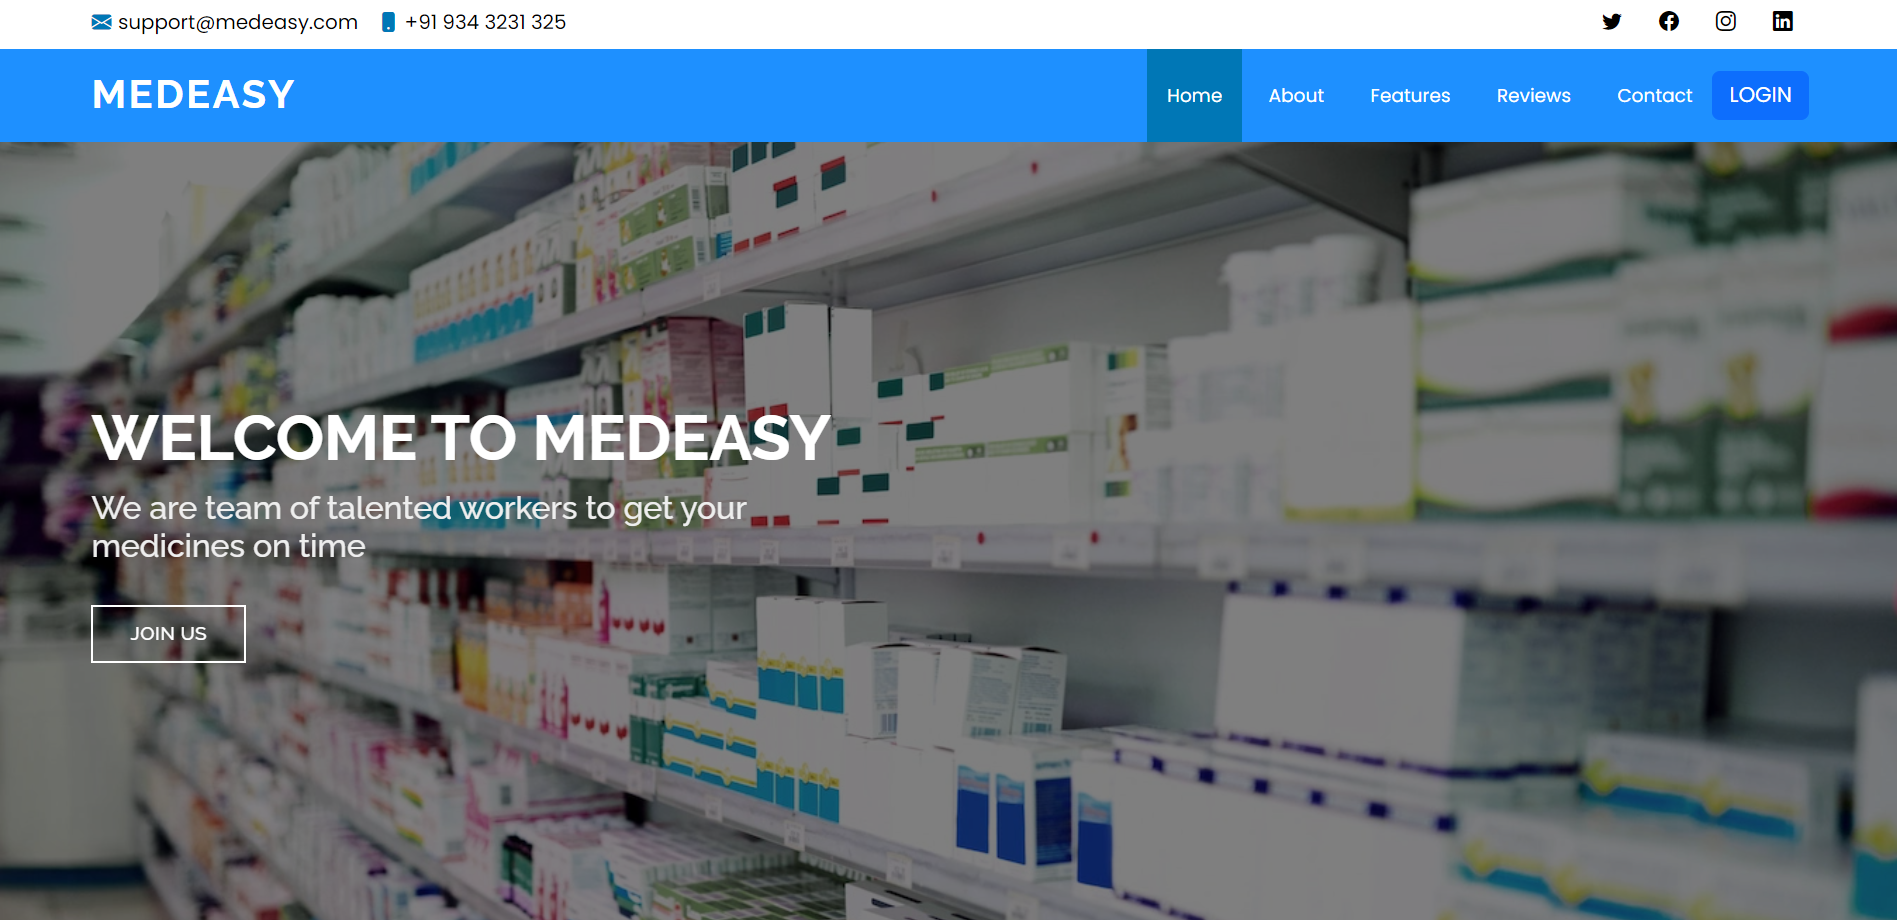 support@medeasy.com +91 934 3231 325
MEDEASY
Home About Features Reviews Contact LOGIN
WELCOME TO MEDEASY
We are team of talented workers to get your
medicines on time
JOIN US